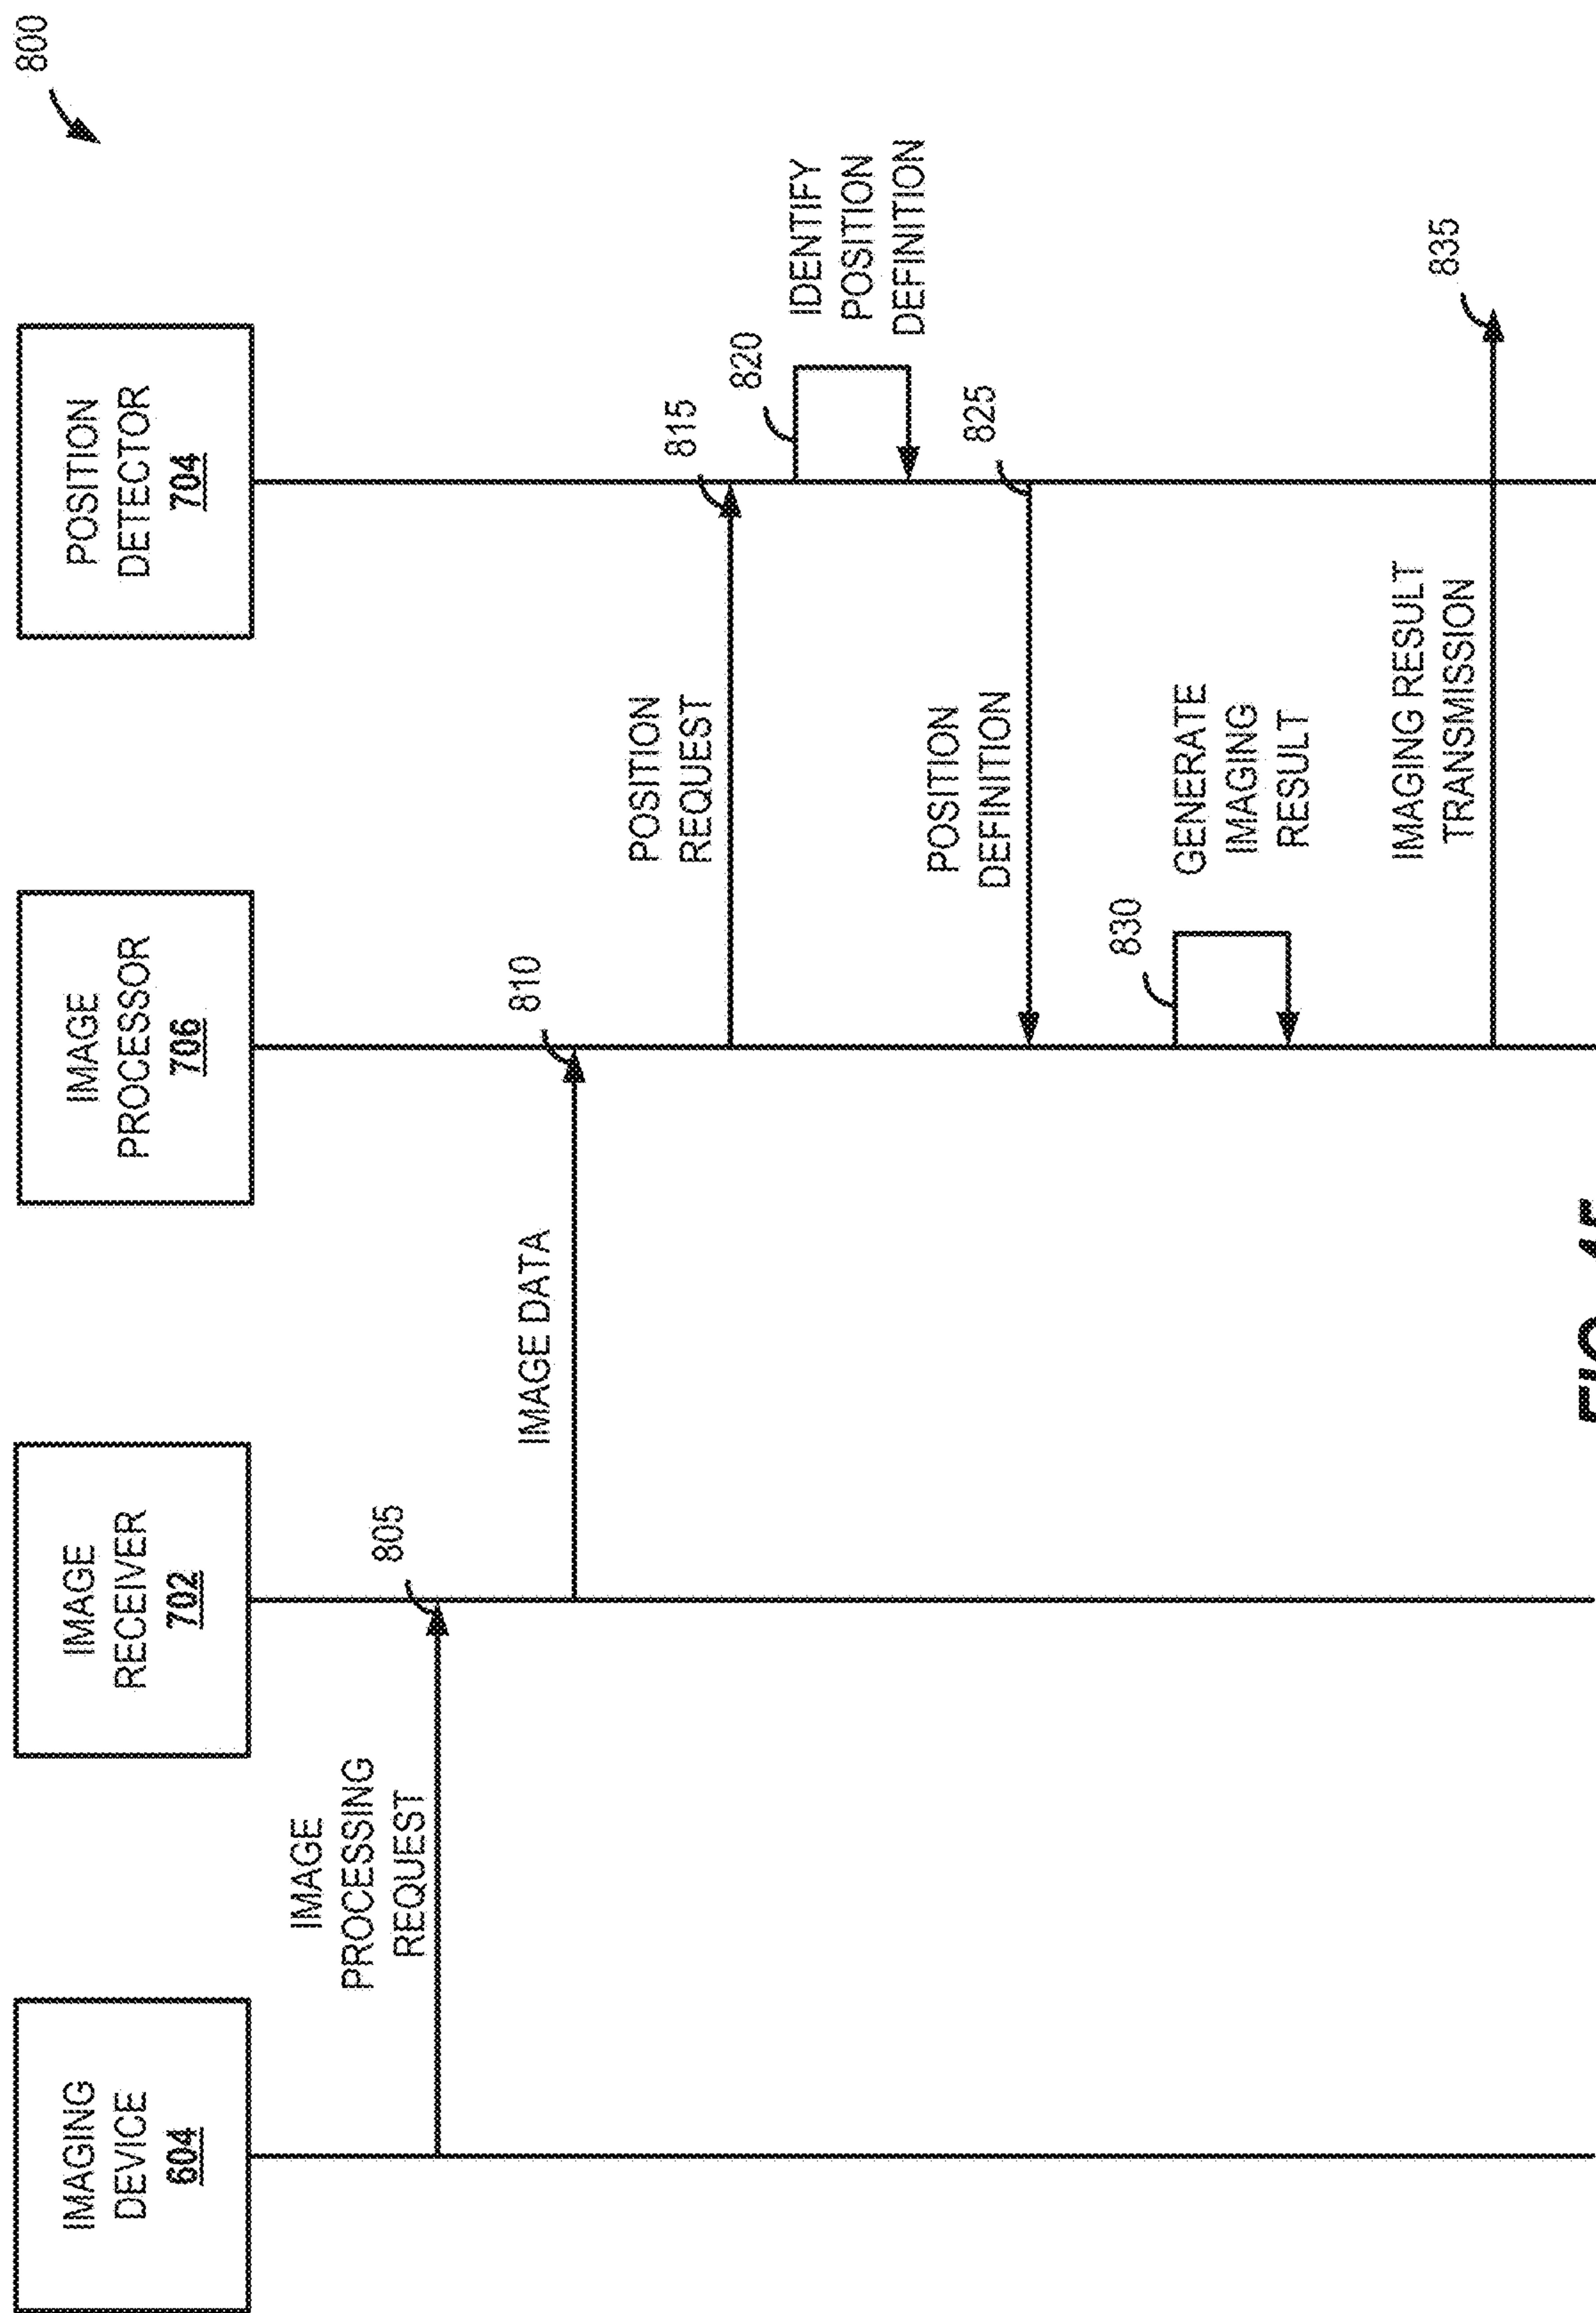 800
IMAGING
DEVICE
604
IMAGE
RECEIVER
702
IMAGE
PROCESSOR
706
POSITION
DETECTOR
704
IMAGE
PROCESSING
REQUEST
805
IMAGE DATA
810
POSITION
REQUEST
815
820
IDENTIFY
POSITION
DEFINITION
POSITION
DEFINITION
825
830
GENERATE
IMAGING
RESULT
IMAGING RESULT
TRANSMISSION
835